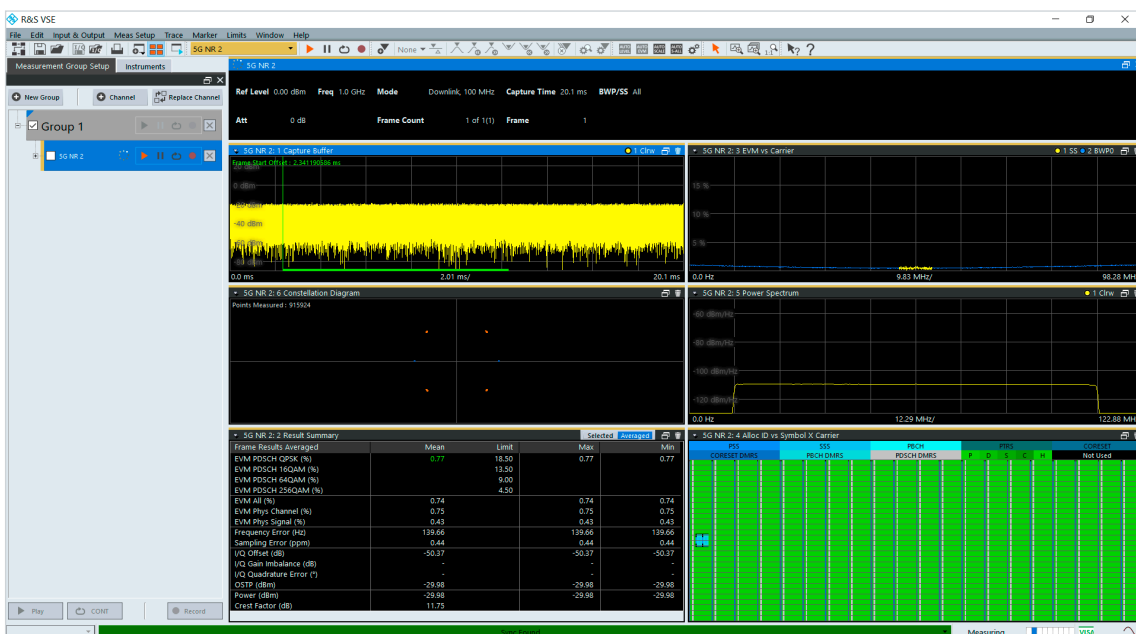 R&S VSE
File Edit Input & Output Meas Setup Trace Marker Limits Window Help
5G NR 2
None
Measurement Group Setup Instruments
New Group Channel Replace Channel
Group 1
5G NR 2
Play CONT Record
5G NR 2
Ref Level 0.00 dBm Freq 1.0 GHz Mode Downlink, 100 MHz Capture Time 20.1 ms BWP/SS All
Att 0 dB Frame Count 1 of 1(1) Frame 1
5G NR 2: 1 Capture Buffer 1 Clrw
Frame Start Offset : 2.341190386 ms
0 dBm
-20 dBm
-40 dBm
0.0 ms 2.01 ms/ 20.1 ms
5G NR 2: 3 EVM vs Carrier 1 SS 2 BWP0
15 %
10 %
5 %
0.0 Hz 9.83 MHz/ 98.28 MH
5G NR 2: 6 Constellation Diagram
Points Measured : 915924
5G NR 2: 5 Power Spectrum 1 Clrw
-60 dBm/Hz
-80 dBm/Hz
-100 dBm/Hz
-120 dBm/Hz
0.0 Hz 12.29 MHz/ 122.88 MH
5G NR 2: 2 Result Summary Selected Averaged
Frame Results Averaged Mean Limit Max Min
EVM PDSCH QPSK (%) 0.77 18.50 0.77 0.77
EVM PDSCH 16QAM (%) 13.50
EVM PDSCH 64QAM (%) 9.00
EVM PDSCH 256QAM (%) 4.50
EVM All (%) 0.74 0.74 0.74
EVM Phys Channel (%) 0.75 0.75 0.75
EVM Phys Signal (%) 0.43 0.43 0.43
Frequency Error (Hz) 139.66 139.66 139.66
Sampling Error (ppm) 0.44 0.44 0.44
I/Q Offset (dB) -50.37 -50.37 -50.37
I/Q Gain Imbalance (dB) - - -
I/Q Quadrature Error (°) - - -
OSTP (dBm) -29.98 -29.98 -29.98
Power (dBm) -29.98 -29.98 -29.98
Crest Factor (dB) 11.75
5G NR 2: 4 Alloc ID vs Symbol X Carrier
PSS SSS PBCH PTRS CORESET
CORESET DMRS PBCH DMRS PDSCH DMRS P D S C H Not Used
Sync Found
Measuring VISA